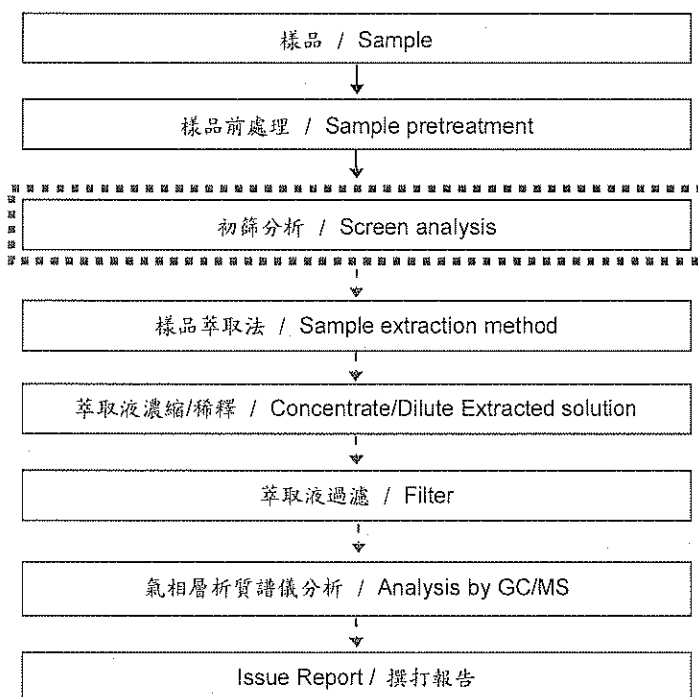 樣品 / Sample
樣品前處理 / Sample pretreatment
初篩分析 / Screen analysis
樣品萃取法 / Sample extraction method
萃取液濃縮/稀釋 / Concentrate/Dilute Extracted solution
萃取液過濾 / Filter
氣相層析質譜儀分析 / Analysis by GC/MS
Issue Report / 撰打報告